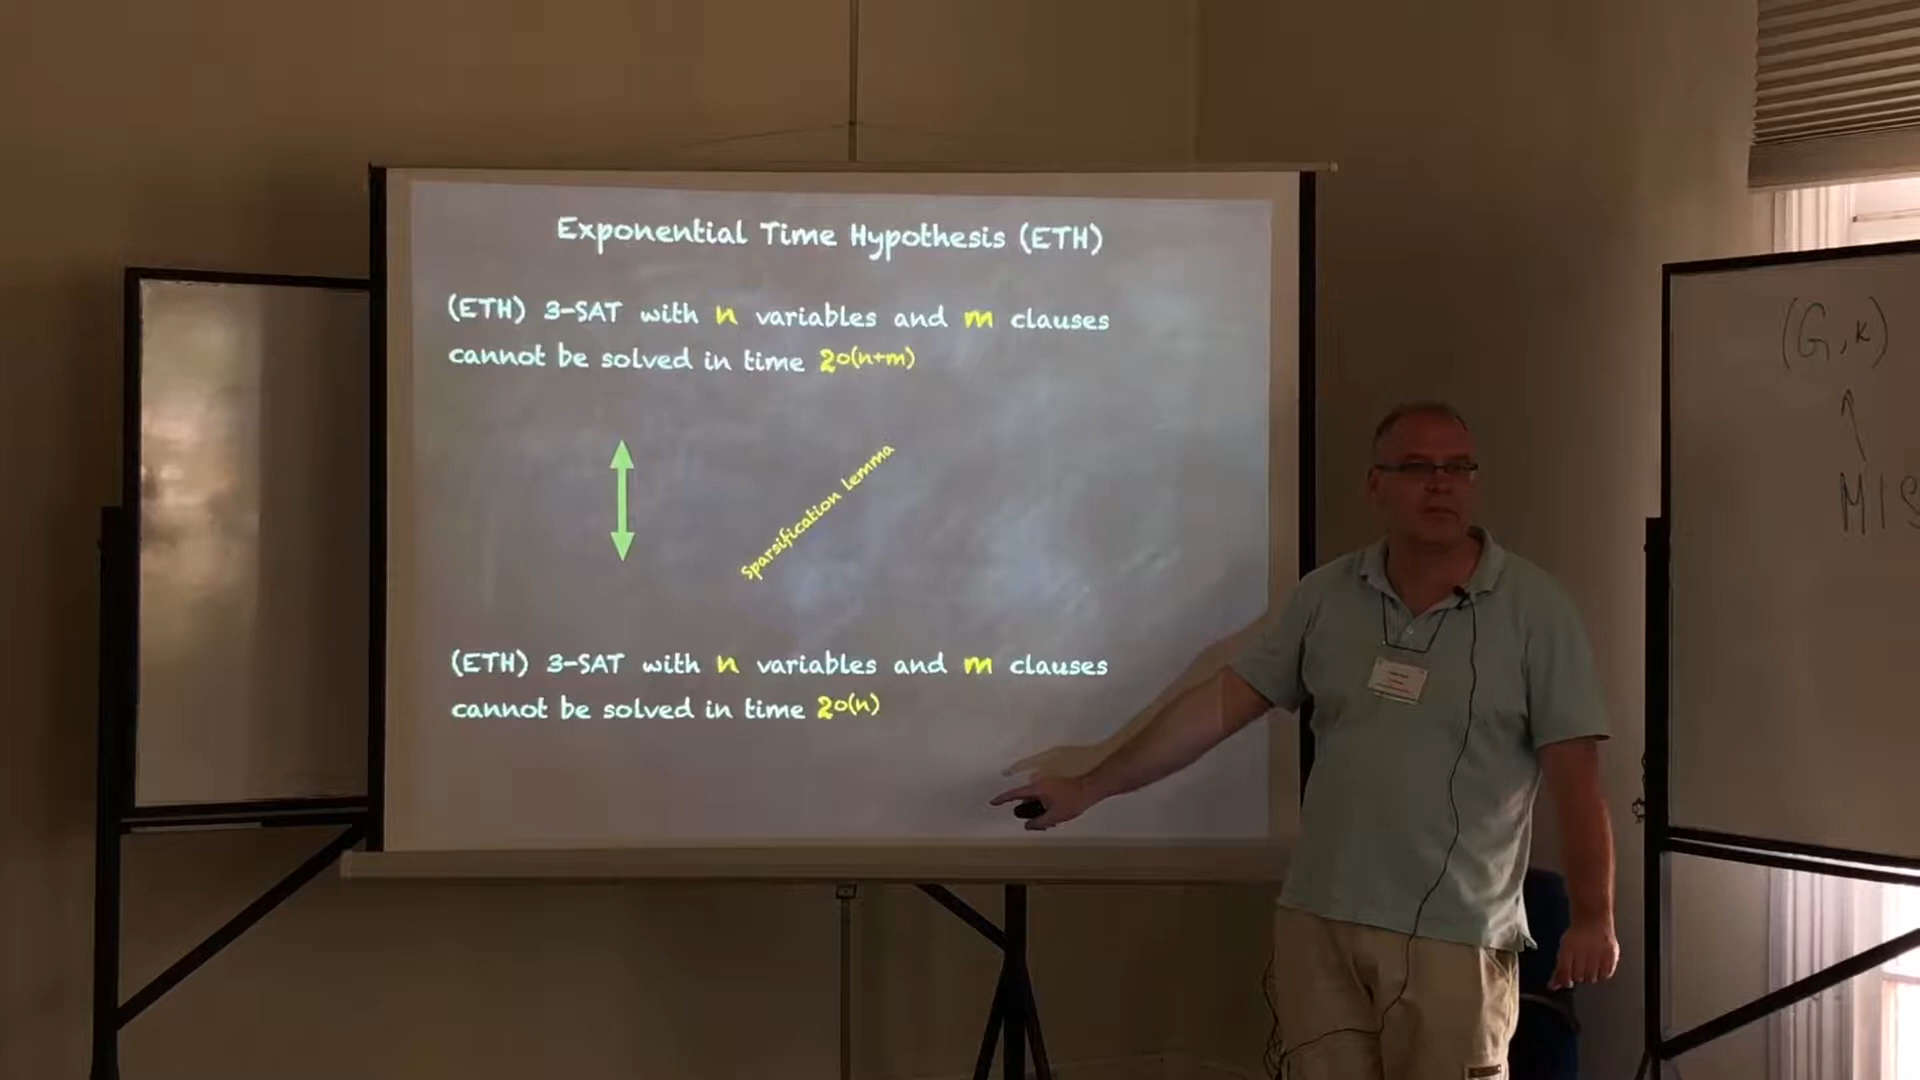 Exponential Time Hypothesis (ETH)
(ETH) 3-SAT with n variables and m clauses
cannot be solved in time 2o(n+m)
Sparsification Lemma
(ETH) 3-SAT with n variables and m clauses
cannot be solved in time 2o(n)
(G, k)
MIS